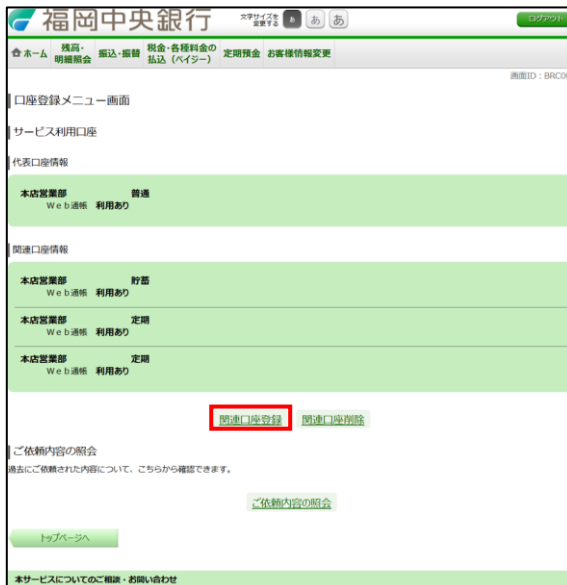 福岡中央銀行
文字サイズを
変更する
あ あ あ
ログアウト
ホーム 残高・明細照会 振込・振替 税金・各種料金の払込（ペイジー） 定期預金 お客様情報変更
画面ID：BRC00
口座登録メニュー画面
サービス利用口座
代表口座情報
本店営業部 普通
Ｗｅｂ通帳 利用あり
関連口座情報
本店営業部 貯蓄
Ｗｅｂ通帳 利用あり
本店営業部 定期
Ｗｅｂ通帳 利用あり
本店営業部 定期
Ｗｅｂ通帳 利用あり
関連口座登録 関連口座削除
ご依頼内容の照会
過去にご依頼された内容について、こちらから確認できます。
ご依頼内容の照会
トップページへ
本サービスについてのご相談・お問い合わせ